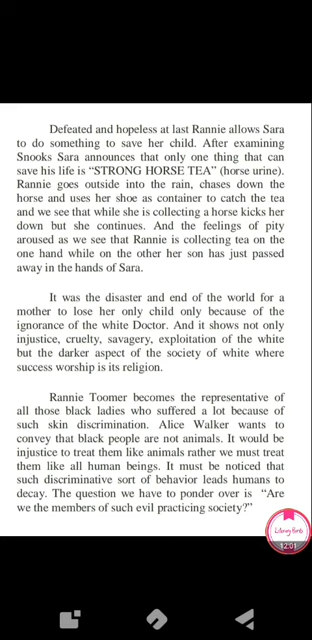 Defeated and hopeless at last Rannie allows Sara
to do something to save her child. After examining
Snooks Sara announces that only one thing that can
save his life is “STRONG HORSE TEA” (horse urine).
Rannie goes outside into the rain, chases down the
horse and uses her shoe as container to catch the tea
and we see that while she is collecting a horse kicks her
down but she continues. And the feelings of pity
aroused as we see that Rannie is collecting tea on the
one hand while on the other her son has just passed
away in the hands of Sara.
It was the disaster and end of the world for a
mother to lose her only child only because of the
ignorance of the white Doctor. And it shows not only
injustice, cruelty, savagery, exploitation of the white
but the darker aspect of the society of white where
success worship is its religion.
Rannie Toomer becomes the representative of
all those black ladies who suffered a lot because of
such skin discrimination. Alice Walker wants to
convey that black people are not animals. It would be
injustice to treat them like animals rather we must treat
them like all human beings. It must be noticed that
such discriminative sort of behavior leads humans to
decay. The question we have to ponder over is “Are
we the members of such evil practicing society?”
12:01